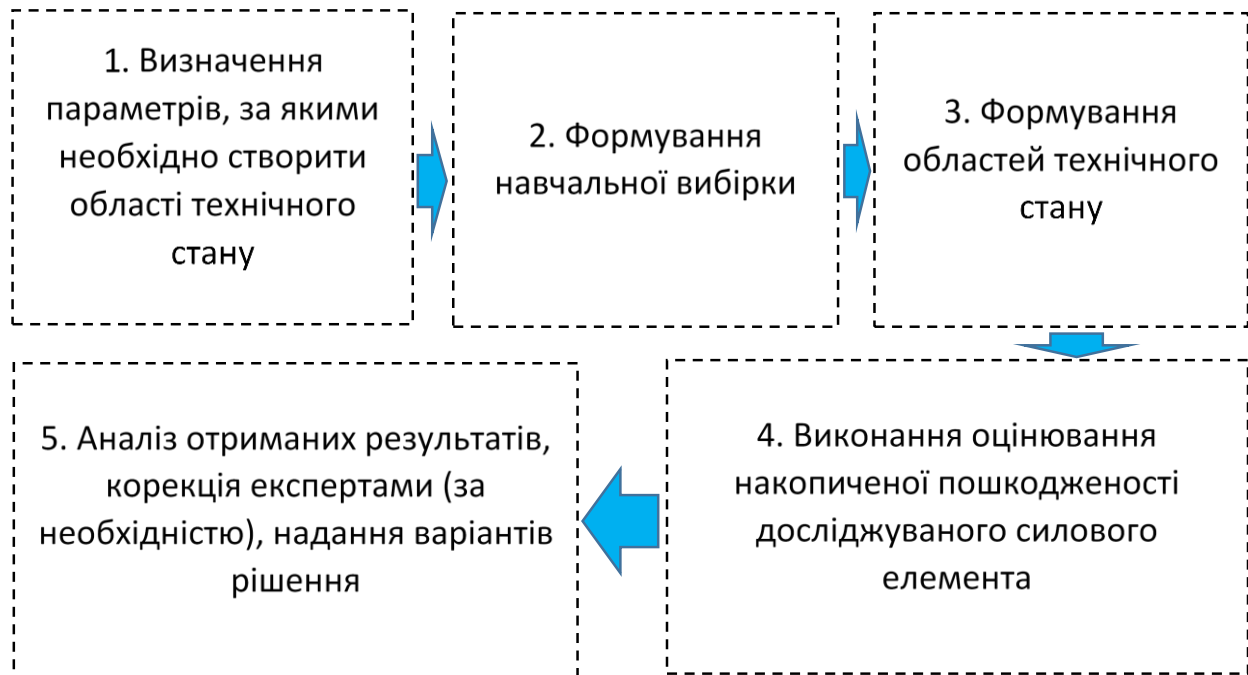 1. Визначення
параметрів, за якими
необхідно створити
області технічного
стану
2. Формування
навчальної вибірки
3. Формування
областей технічного
стану
4. Виконання оцінювання
накопиченої пошкодженості
досліджуваного силового
елемента
5. Аналіз отриманих результатів,
корекція експертами (за
необхідністю), надання варіантів
рішення